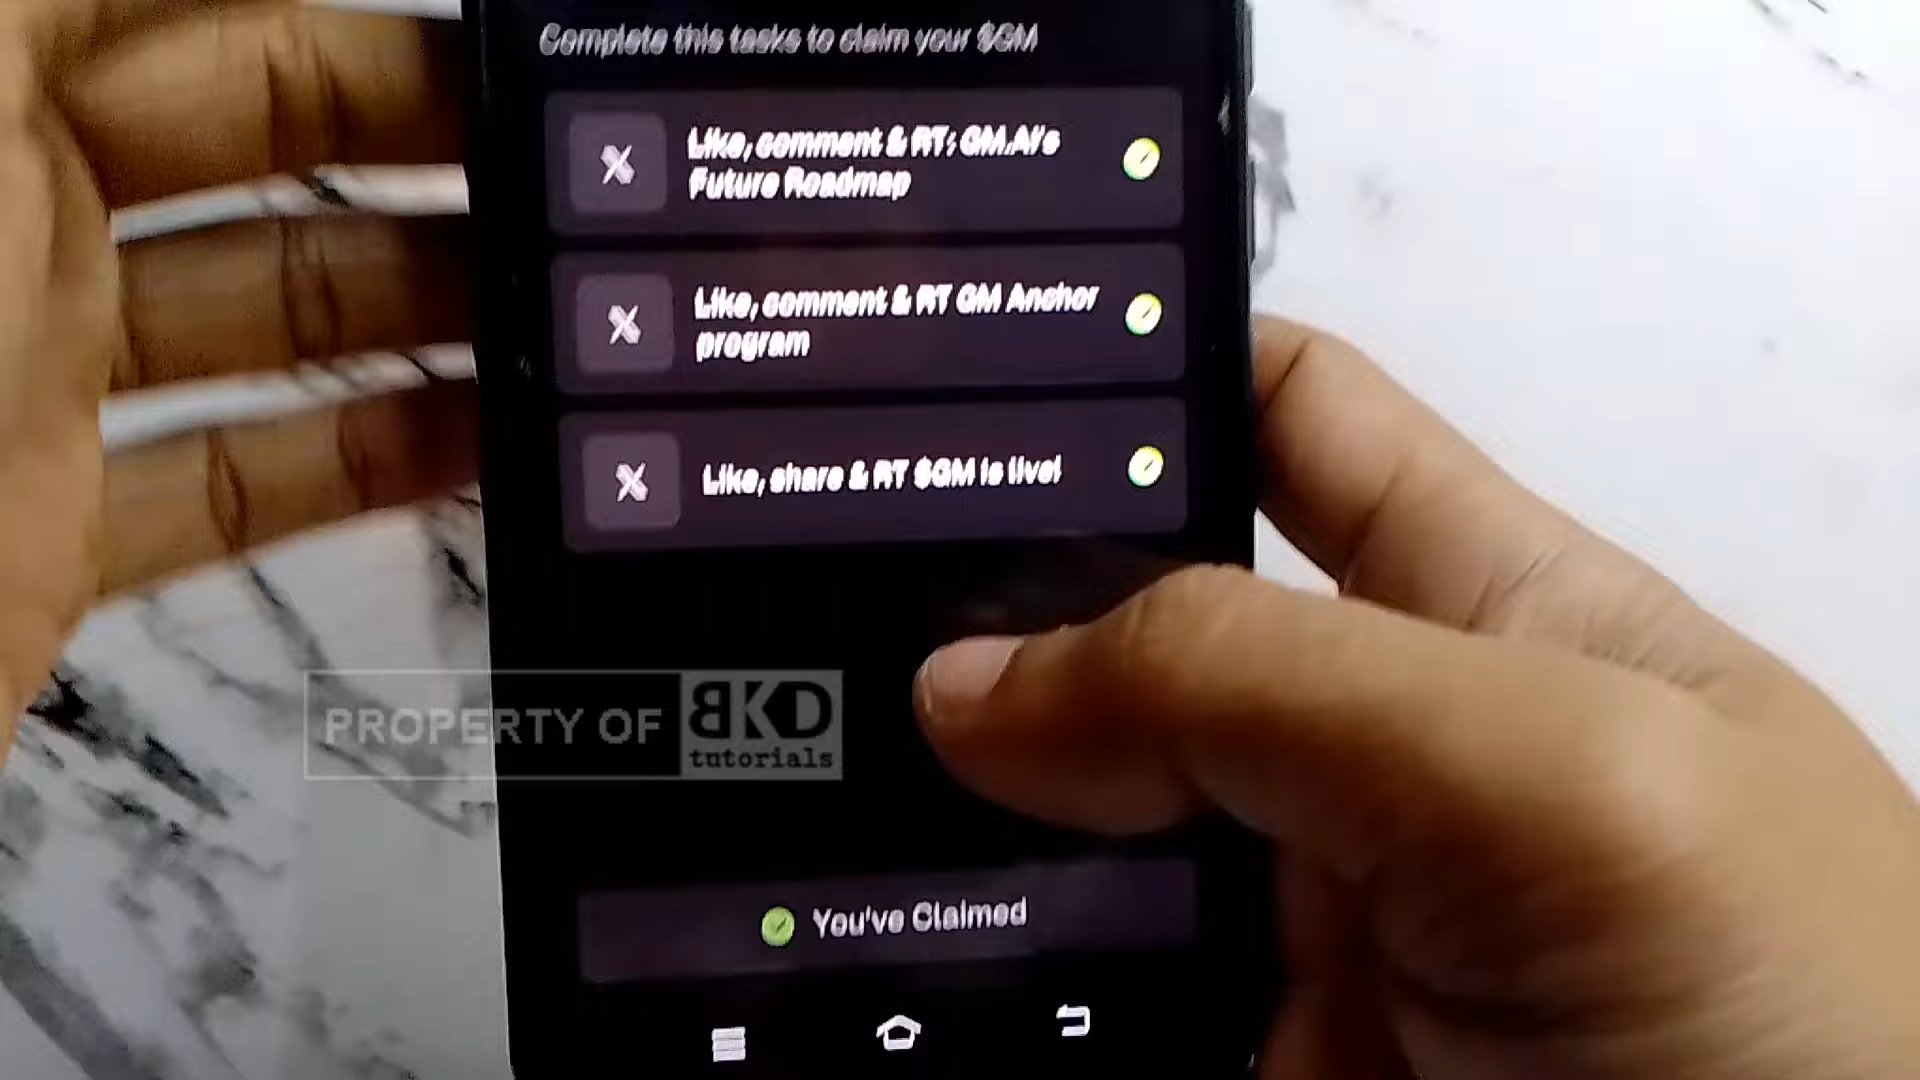 Complete this tasks to claim your $GM
Like, comment & RT; GM.AI's
Future Roadmap
Like, comment & RT GM Anchor
program
Like, share & RT $GM is live!
PROPERTY OF BKD
tutorials
You've Claimed